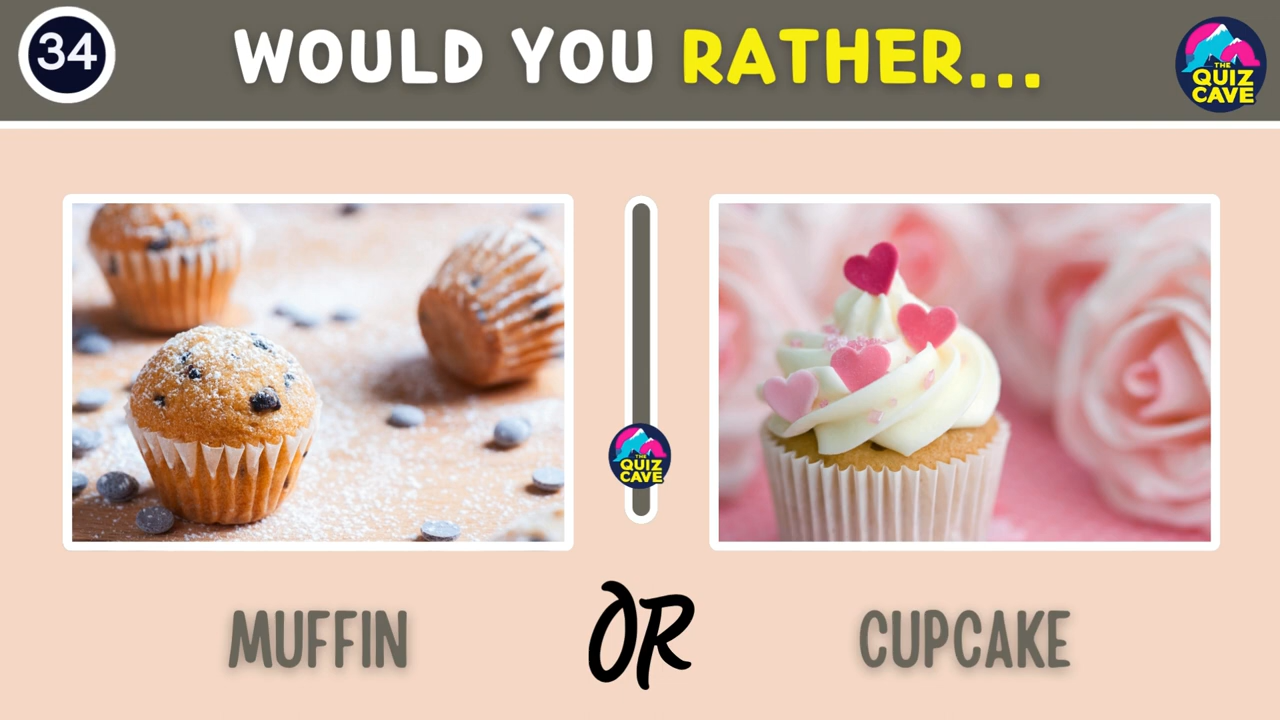 34
WOULD YOU RATHER...
THE
QUIZ
CAVE
THE
QUIZ
CAVE
MUFFIN
OR
CUPCAKE